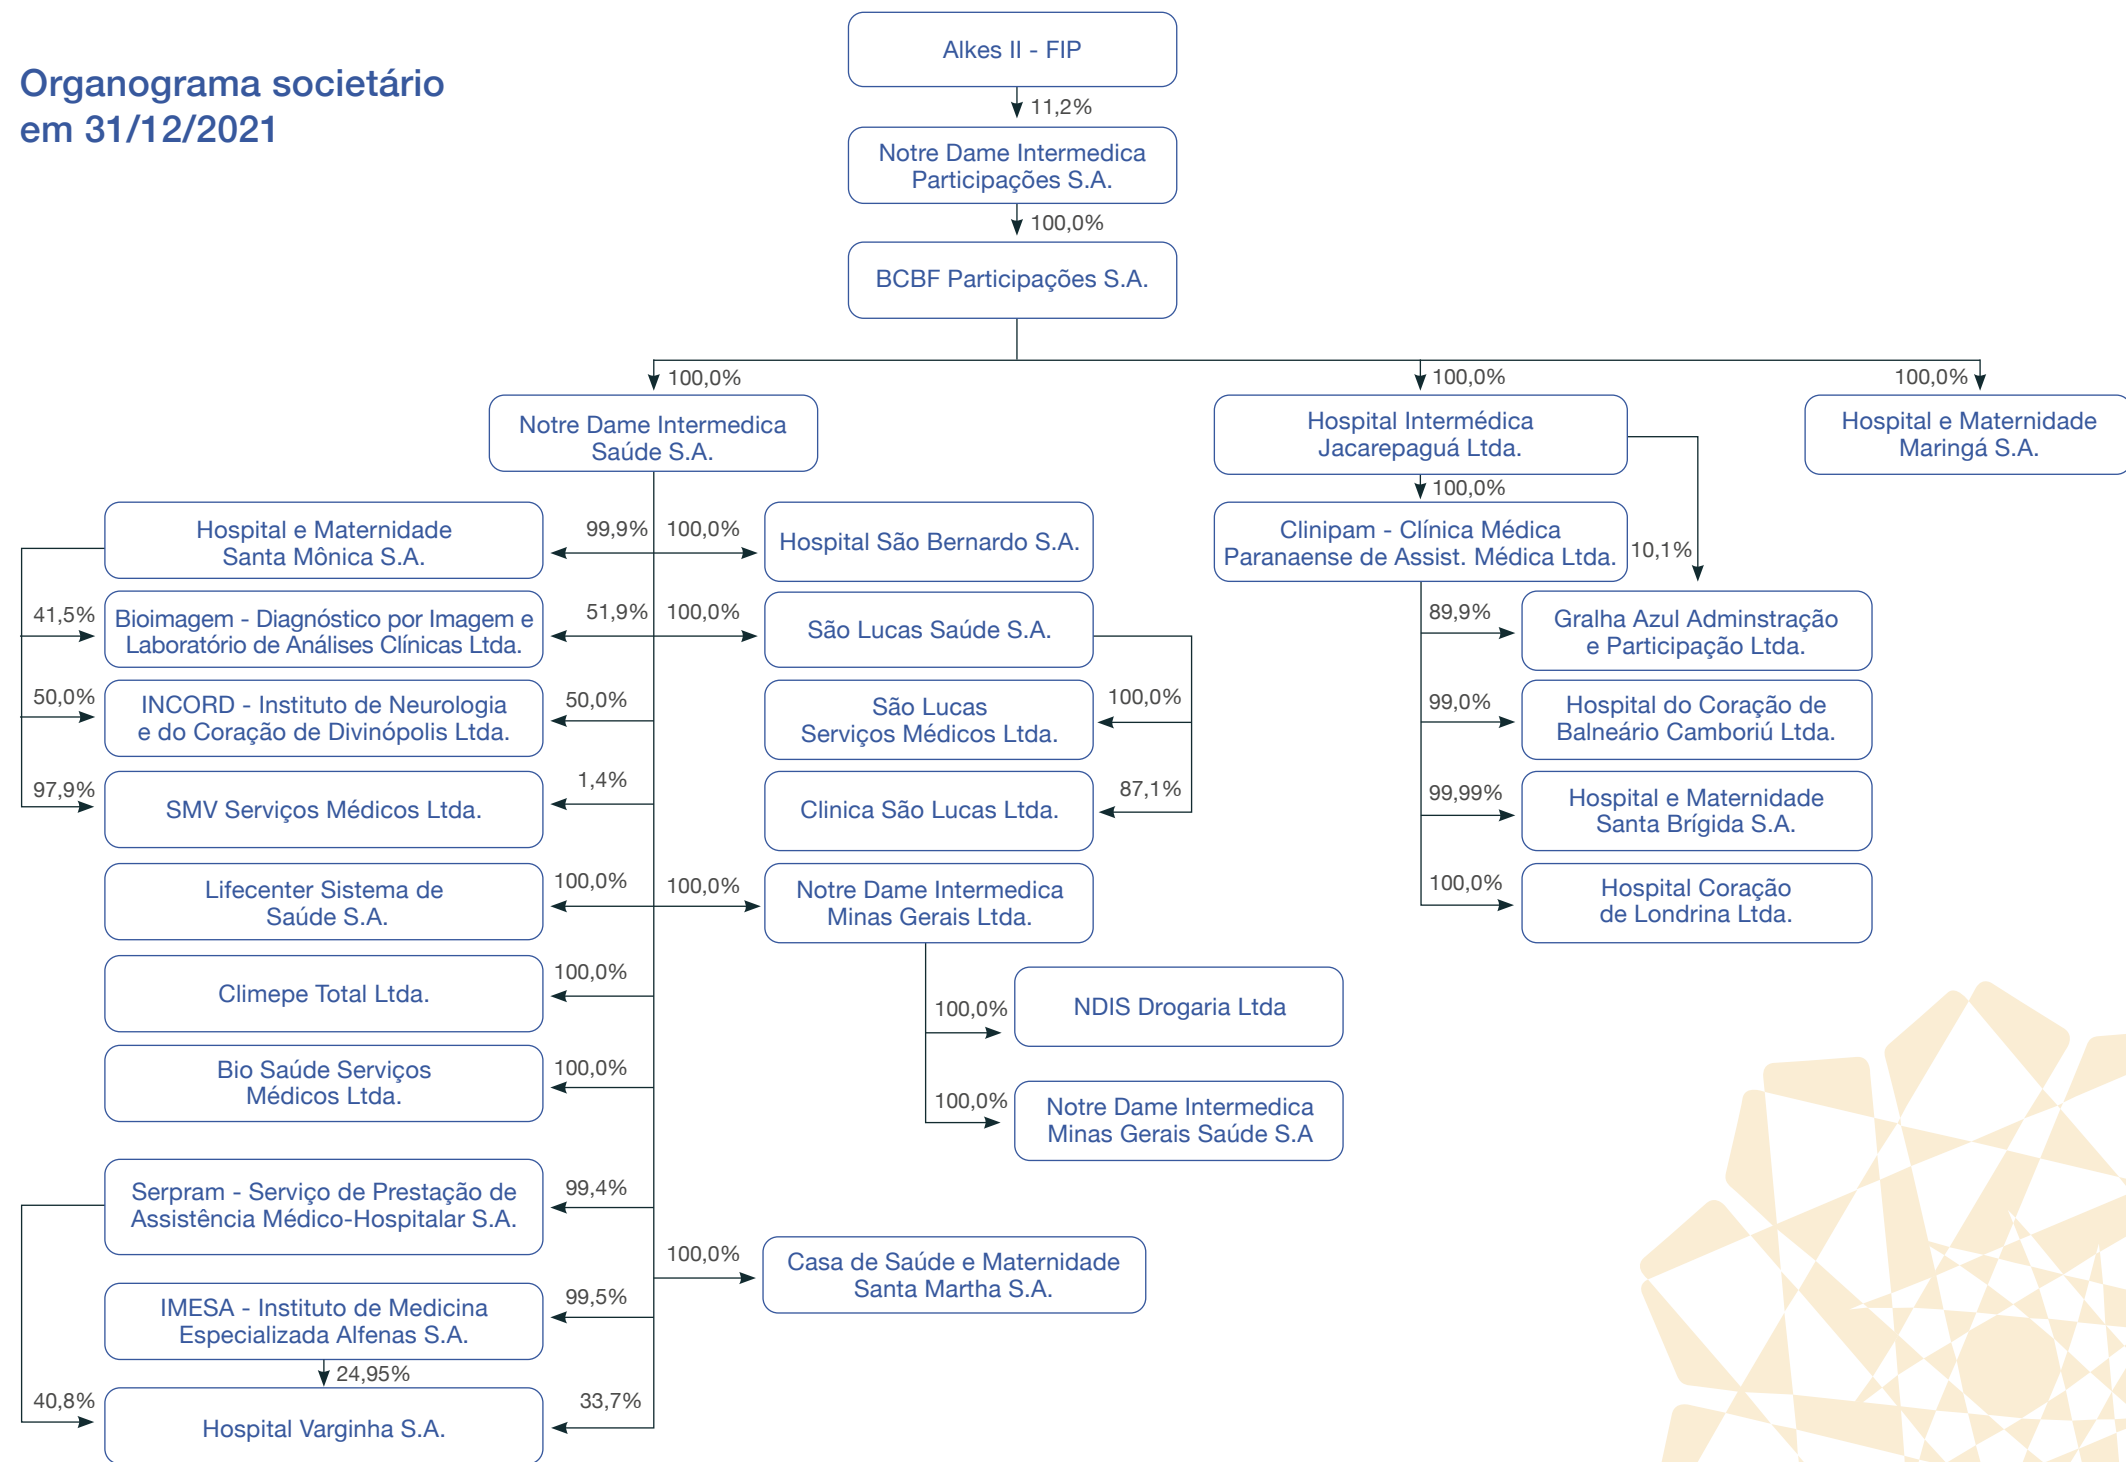 Organograma societário
em 31/12/2021
Alkes II - FIP
11,2%
Notre Dame Intermedica
Participações S.A.
100,0%
BCBF Participações S.A.
100,0%
100,0%
100,0%
Notre Dame Intermedica
Saúde S.A.
Hospital Intermédica
Jacarepaguá Ltda.
Hospital e Maternidade
Maringá S.A.
100,0%
Hospital e Maternidade
Santa Mônica S.A.
99,9%
100,0%
Hospital São Bernardo S.A.
Clinipam - Clínica Médica
Paranaense de Assist. Médica Ltda.
10,1%
41,5%
Bioimagem - Diagnóstico por Imagem e
Laboratório de Análises Clínicas Ltda.
51,9%
100,0%
São Lucas Saúde S.A.
89,9%
Gralha Azul Adminstração
e Participação Ltda.
50,0%
INCORD - Instituto de Neurologia
e do Coração de Divinópolis Ltda.
50,0%
São Lucas
Serviços Médicos Ltda.
100,0%
99,0%
Hospital do Coração de
Balneário Camboriú Ltda.
97,9%
SMV Serviços Médicos Ltda.
1,4%
Clinica São Lucas Ltda.
87,1%
99,99%
Hospital e Maternidade
Santa Brígida S.A.
Lifecenter Sistema de
Saúde S.A.
100,0%
100,0%
Notre Dame Intermedica
Minas Gerais Ltda.
100,0%
Hospital Coração
de Londrina Ltda.
Climepe Total Ltda.
100,0%
100,0%
NDIS Drogaria Ltda
Bio Saúde Serviços
Médicos Ltda.
100,0%
100,0%
Notre Dame Intermedica
Minas Gerais Saúde S.A
Serpram - Serviço de Prestação de
Assistência Médico-Hospitalar S.A.
99,4%
100,0%
Casa de Saúde e Maternidade
Santa Martha S.A.
IMESA - Instituto de Medicina
Especializada Alfenas S.A.
99,5%
24,95%
40,8%
Hospital Varginha S.A.
33,7%